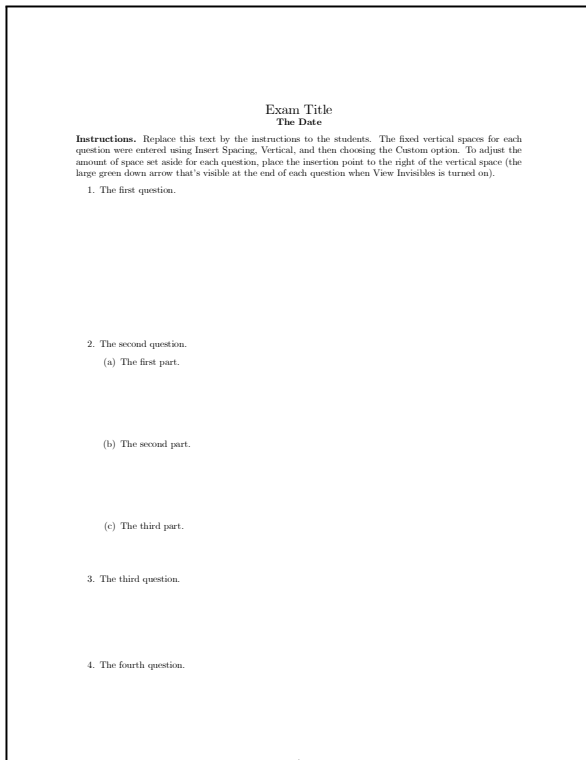 Exam Title
The Date
Instructions. Replace this text by the instructions to the students. The fixed vertical spaces for each
question were entered using Insert Spacing, Vertical, and then choosing the Custom option. To adjust the
amount of space set aside for each question, place the insertion point to the right of the vertical space (the
large green down arrow that's visible at the end of each question when View Invisibles is turned on).
1. The first question.
2. The second question.
(a) The first part.
(b) The second part.
(c) The third part.
3. The third question.
4. The fourth question.